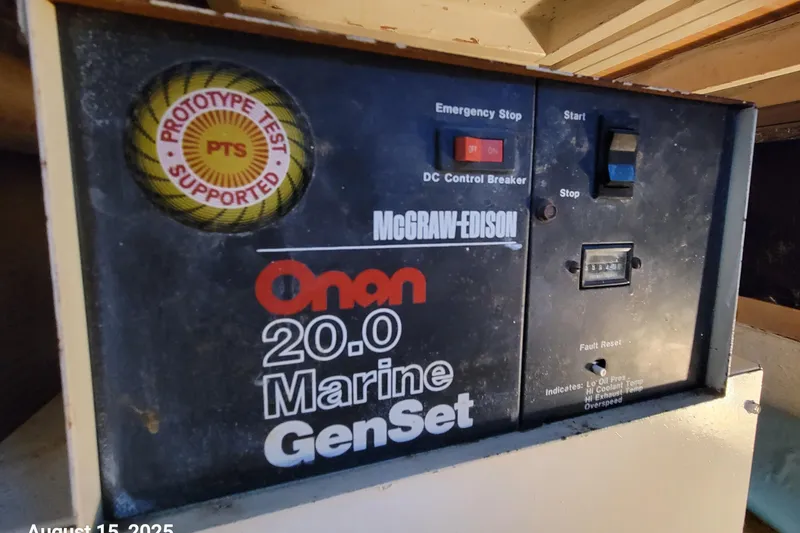 PROTOTYPE TEST
PTS
SUPPORTED
Emergency Stop
ON
DC Control Breaker
McGRAW-EDISON
Onan
20.0
Marine
GenSet
Start
Stop
Fault Reset
Indicates: Lo Oil Pres
Hi Coolant Temp
Hi Exhaust Temp
Overspeed
August 15, 2025